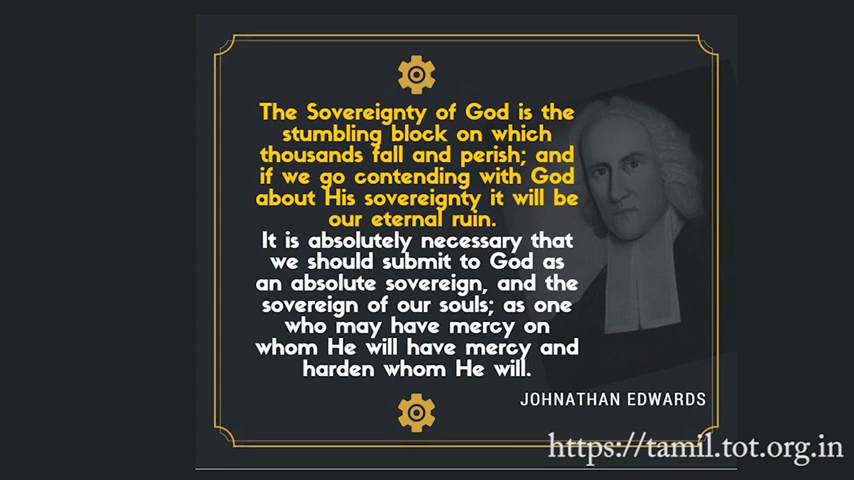 The Sovereignty of God is the
stumbling block on which
thousands fall and perish; and
if we go contending with God
about His sovereignty it will be
our eternal ruin.
It is absolutely necessary that
we should submit to God as
an absolute sovereign, and the
sovereign of our souls; as one
who may have mercy on
whom He will have mercy and
harden whom He will.
JOHNATHAN EDWARDS
https://tamil.tot.org.in